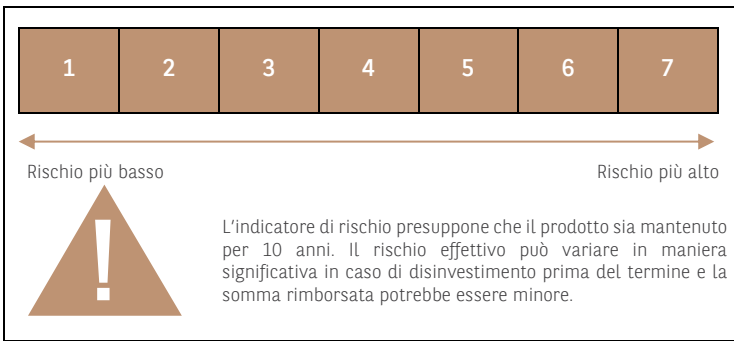 1 2 3 4 5 6 7
Rischio più basso Rischio più alto
!
L'indicatore di rischio presuppone che il prodotto sia mantenuto
per 10 anni. Il rischio effettivo può variare in maniera
significativa in caso di disinvestimento prima del termine e la
somma rimborsata potrebbe essere minore.